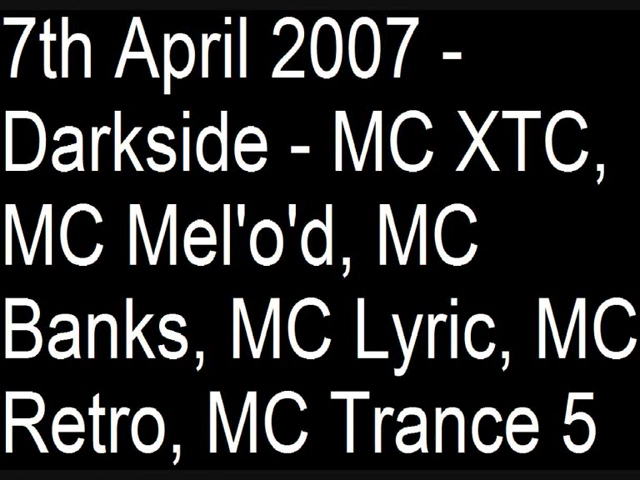 7th April 2007 -
Darkside - MC XTC,
MC Mel'o'd, MC
Banks, MC Lyric, MC
Retro, MC Trance 5